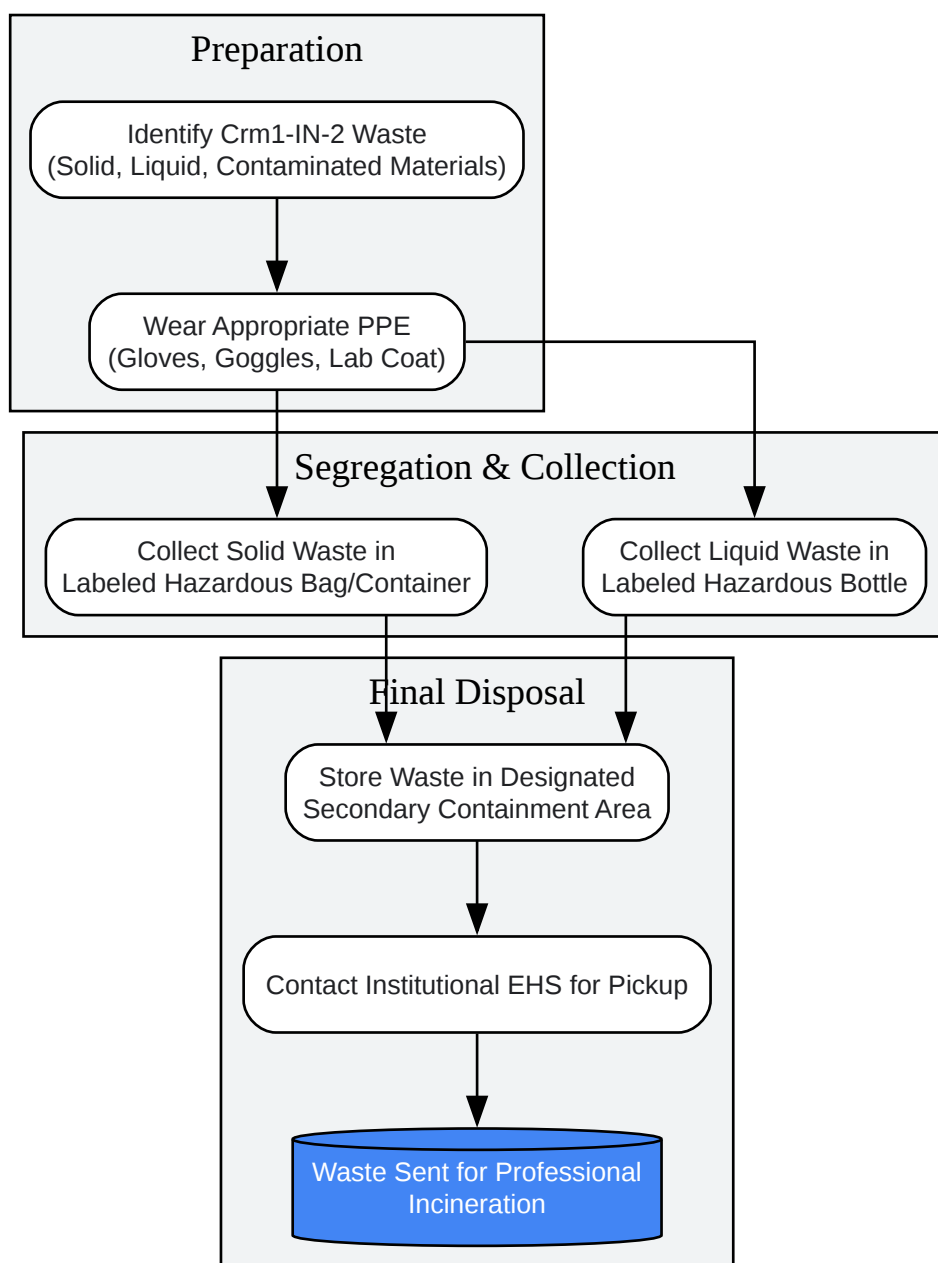 Preparation
Identify Crm1-IN-2 Waste
(Solid, Liquid, Contaminated Materials)
Wear Appropriate PPE
(Gloves, Goggles, Lab Coat)
Segregation & Collection
Collect Solid Waste in
Labeled Hazardous Bag/Container
Collect Liquid Waste in
Labeled Hazardous Bottle
Final Disposal
Store Waste in Designated
Secondary Containment Area
Contact Institutional EHS for Pickup
Waste Sent for Professional
Incineration